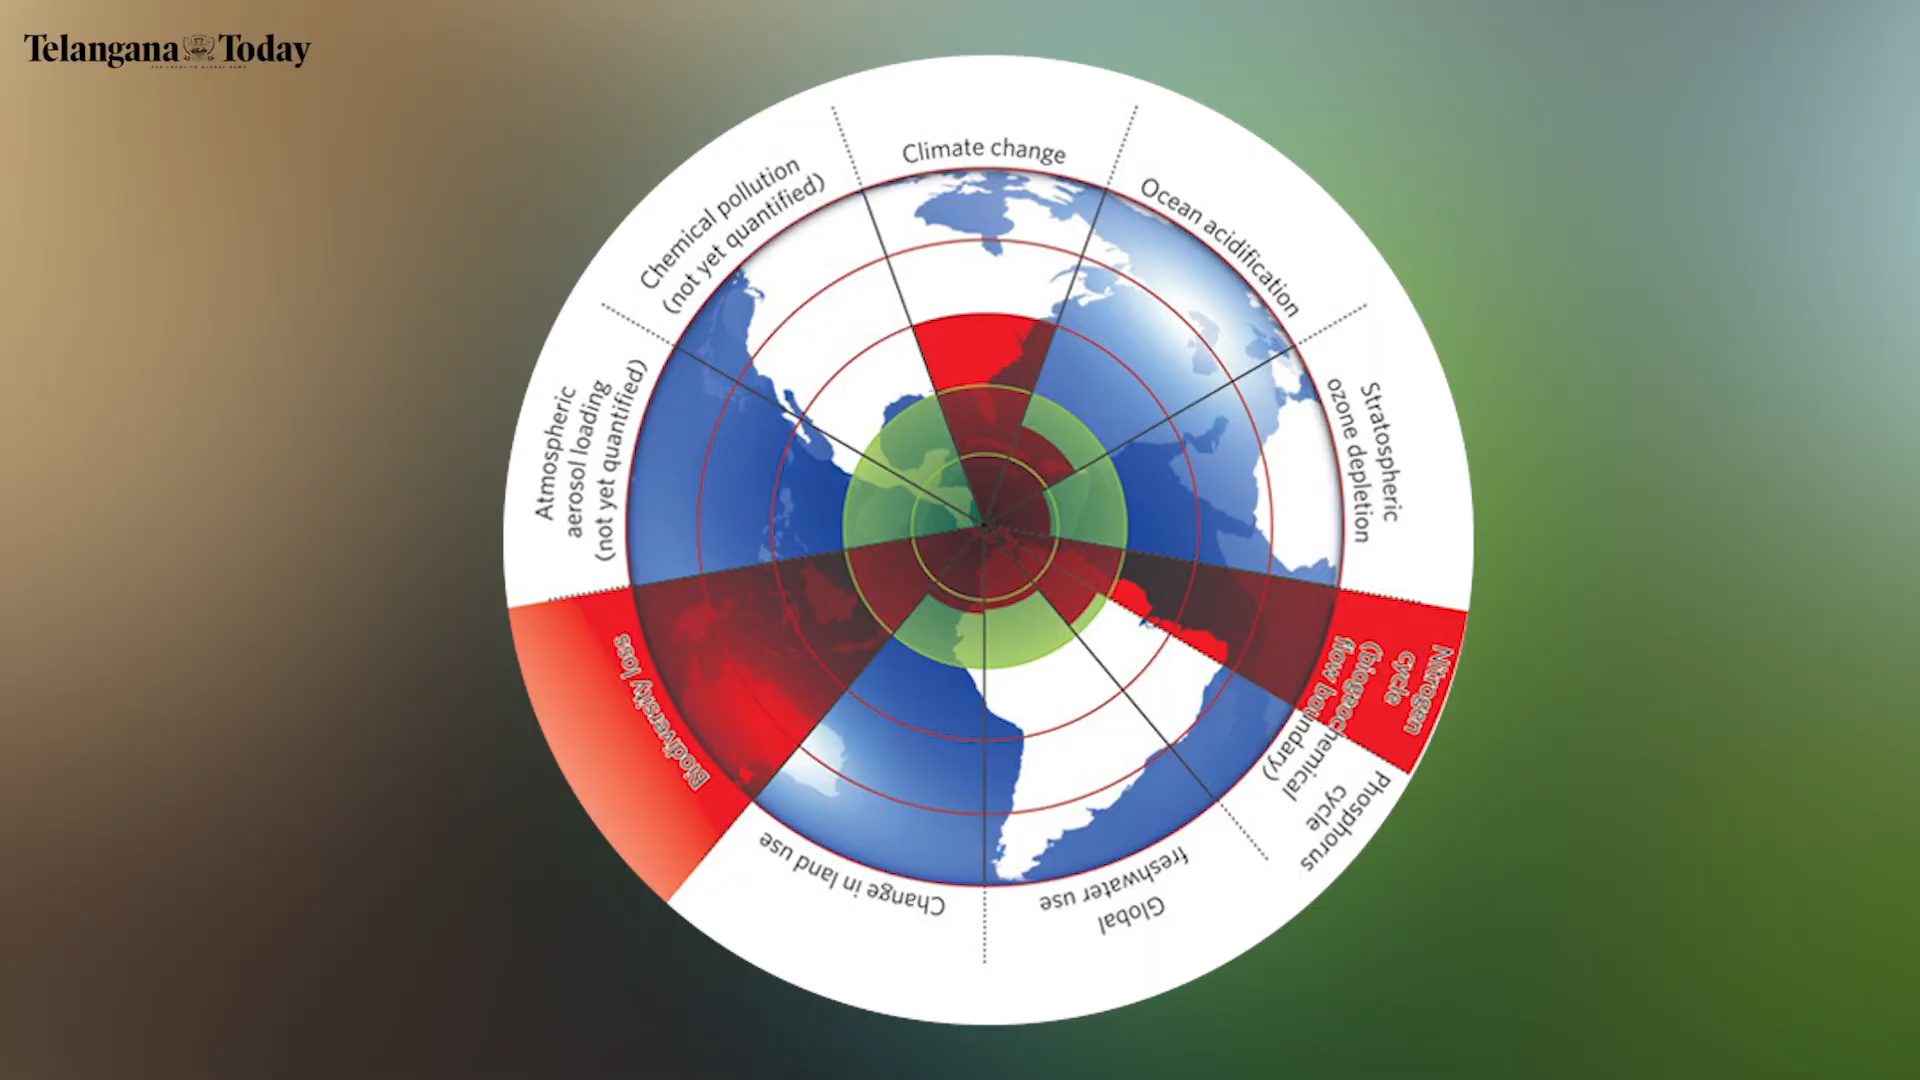 Telangana Today
Climate change
Ocean acidification
Stratospheric
ozone depletion
Nitrogen
cycle
(biogeochemical
flow boundary)
Phosphorus
cycle
Global
freshwater use
Change in land use
Biodiversity loss
Atmospheric
aerosol loading
(not yet quantified)
Chemical pollution
(not yet quantified)